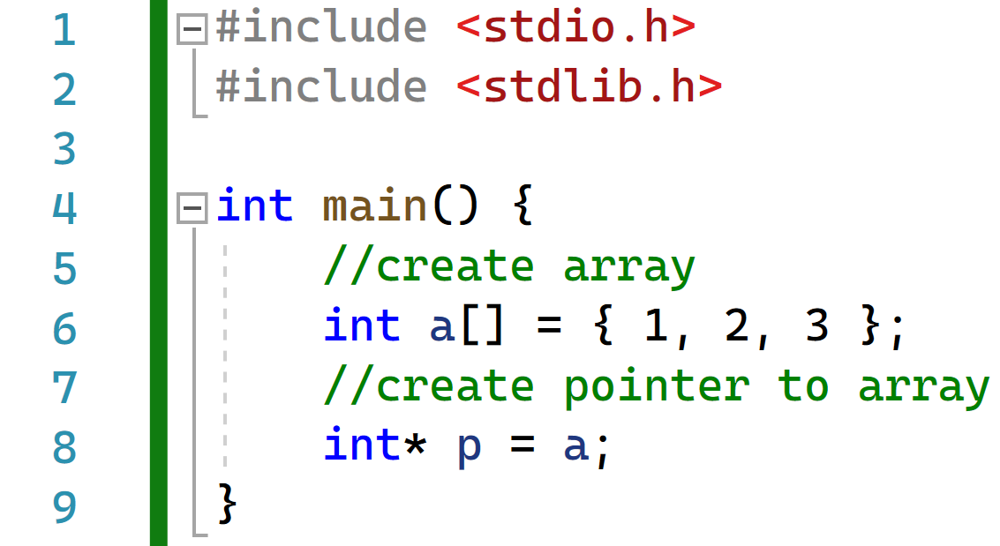 1 #include <stdio.h>
2 #include <stdlib.h>
3
4 int main() {
5 //create array
6 int a[] = { 1, 2, 3 };
7 //create pointer to array
8 int* p = a;
9 }